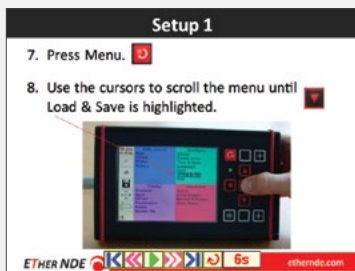 Setup 1
7. Press Menu.
8. Use the cursors to scroll the menu until
Load & Save is highlighted.
ETHER NDE
6s
ethernde.com